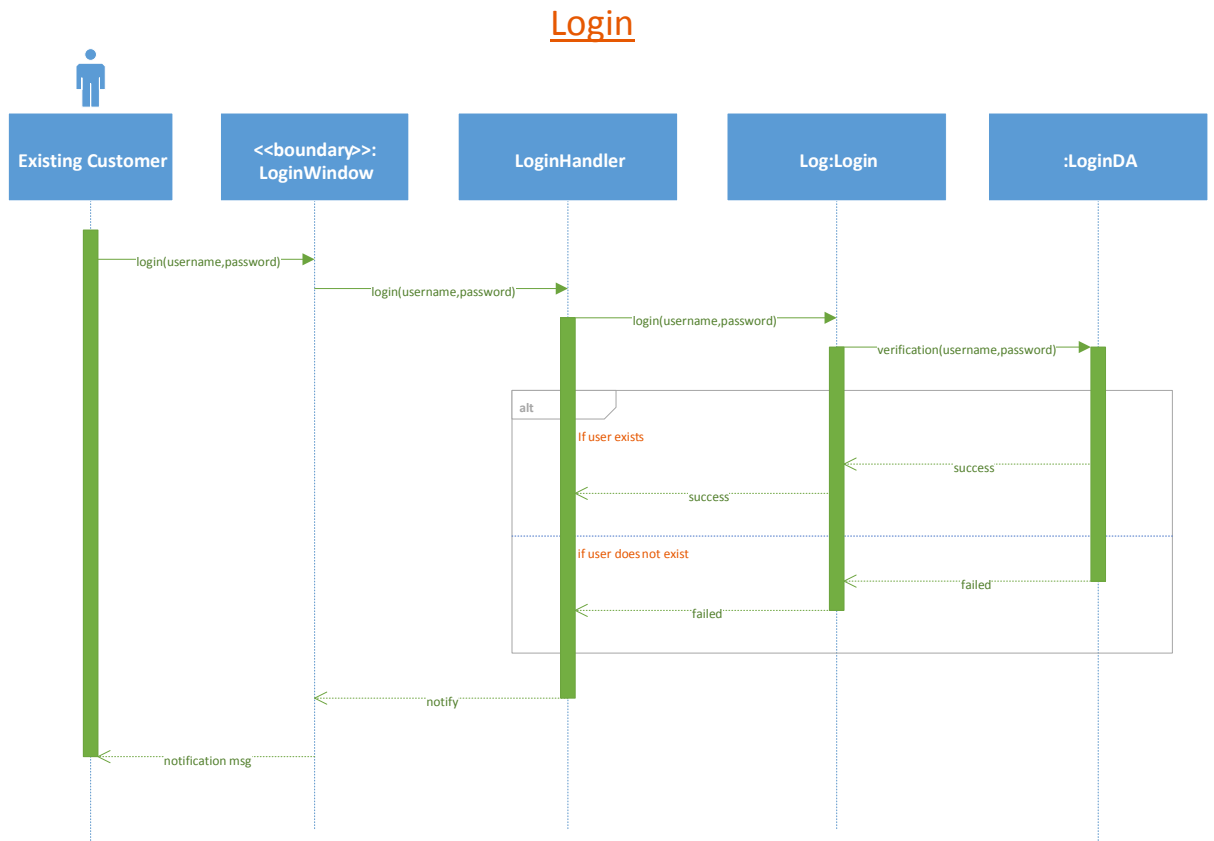 Login
Existing Customer
<<boundary>>:
LoginWindow
LoginHandler
Log:Login
:LoginDA
login(username,password)
login(username,password)
login(username,password)
verification(username,password)
alt
If user exists
success
success
if user does not exist
failed
failed
notify
notification msg